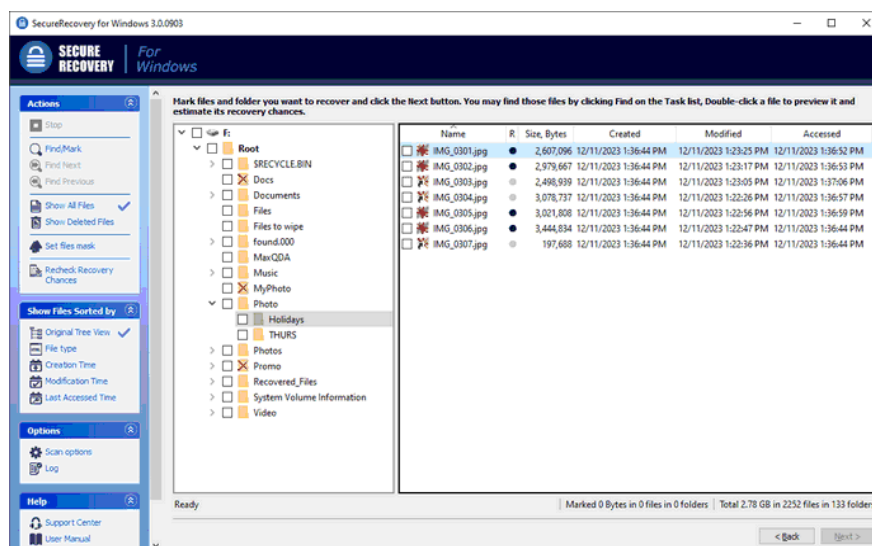 SecureRecovery for Windows 3.0.0903
SECURE
RECOVERY
For
Windows
Actions
Stop
Find/Mark
Find Next
Find Previous
Show All Files
Show Deleted Files
Set files mask
Recheck Recovery
Chances
Show Files Sorted by
Original Tree View
File type
Creation Time
Modification Time
Last Accessed Time
Options
Scan options
Log
Help
Support Center
User Manual
Mark files and folder you want to recover and click the Next button. You may find those files by clicking Find on the Task list, Double-click a file to preview it and
estimate its recovery chances.
F:
Root
$RECYCLE.BIN
Docs
Documents
Files
Files to wipe
found.000
MaxQDA
Music
MyPhoto
Photo
Holidays
THURS
Photos
Promo
Recovered_Files
System Volume Information
Video
Name R Size, Bytes Created Modified Accessed
IMG_0301.jpg 2,607,096 12/11/2023 1:36:44 PM 12/11/2023 1:23:25 PM 12/11/2023 1:36:52 PM
IMG_0302.jpg 2,979,667 12/11/2023 1:36:44 PM 12/11/2023 1:23:17 PM 12/11/2023 1:36:53 PM
IMG_0303.jpg 2,498,939 12/11/2023 1:36:44 PM 12/11/2023 1:23:05 PM 12/11/2023 1:37:06 PM
IMG_0304.jpg 3,078,737 12/11/2023 1:36:44 PM 12/11/2023 1:22:26 PM 12/11/2023 1:36:57 PM
IMG_0305.jpg 3,021,808 12/11/2023 1:36:44 PM 12/11/2023 1:22:56 PM 12/11/2023 1:36:59 PM
IMG_0306.jpg 3,444,834 12/11/2023 1:36:44 PM 12/11/2023 1:22:47 PM 12/11/2023 1:36:44 PM
IMG_0307.jpg 197,688 12/11/2023 1:36:44 PM 12/11/2023 1:22:36 PM 12/11/2023 1:36:44 PM
Ready
Marked 0 Bytes in 0 files in 0 folders
Total 2.78 GB in 2252 files in 133 folders
< Back
Next >